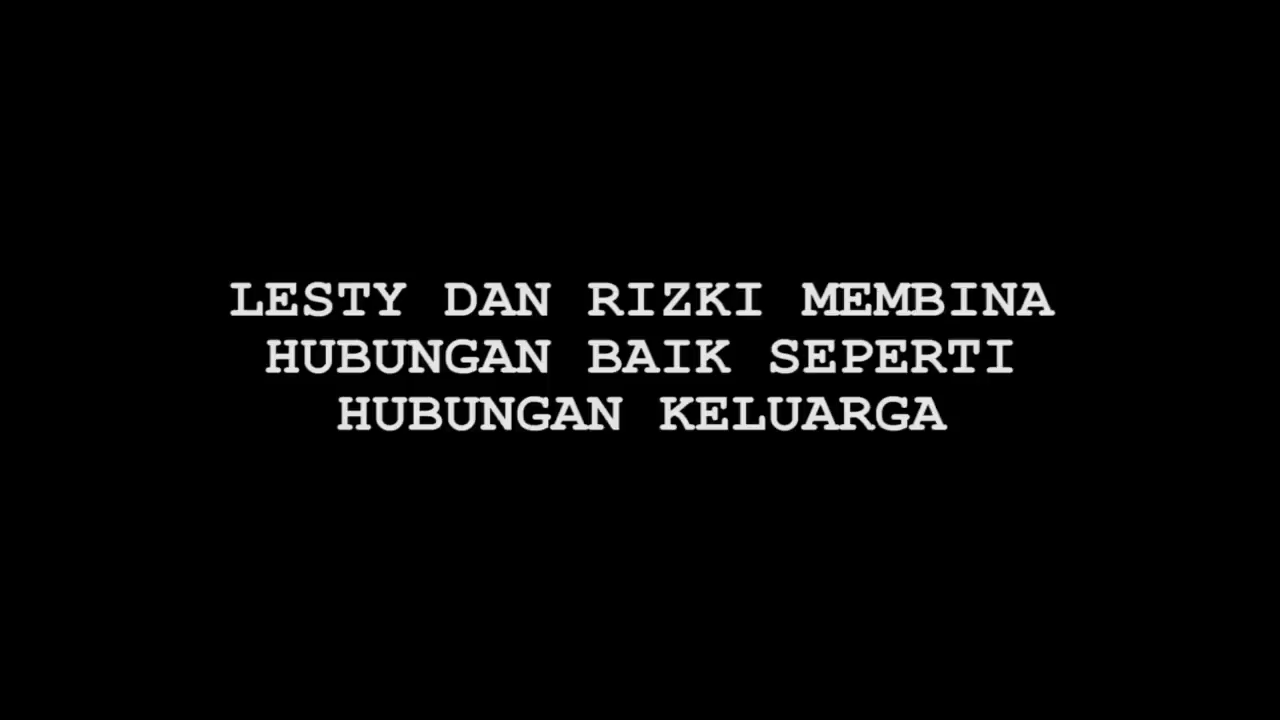 LESTY DAN RIZKI MEMBINA
HUBUNGAN BAIK SEPERTI
HUBUNGAN KELUARGA